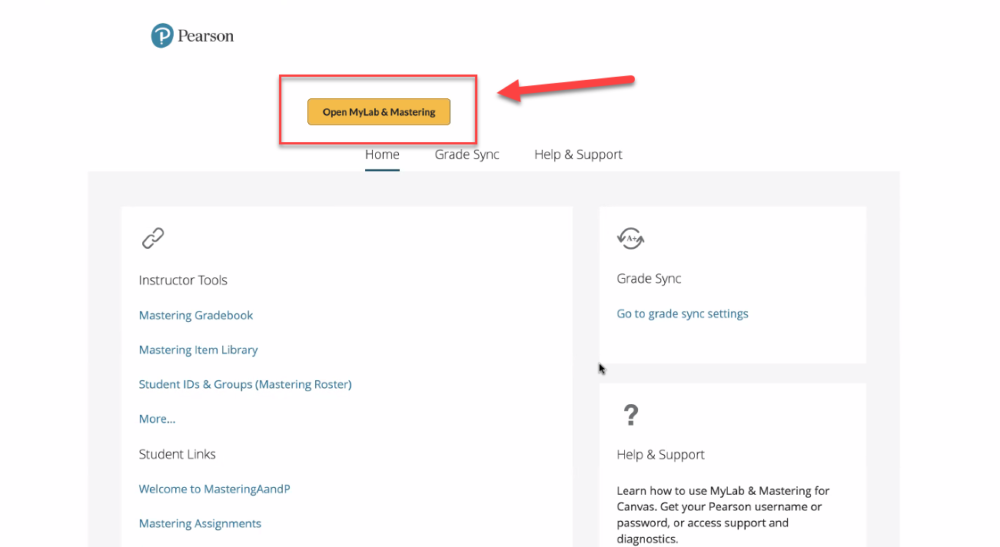 Pearson
Open MyLab & Mastering
Home
Grade Sync
Help & Support
Instructor Tools
Mastering Gradebook
Mastering Item Library
Student IDs & Groups (Mastering Roster)
More...
Student Links
Welcome to MasteringAandP
Mastering Assignments
A+
Grade Sync
Go to grade sync settings
?
Help & Support
Learn how to use MyLab & Mastering for
Canvas. Get your Pearson username or
password, or access support and
diagnostics.